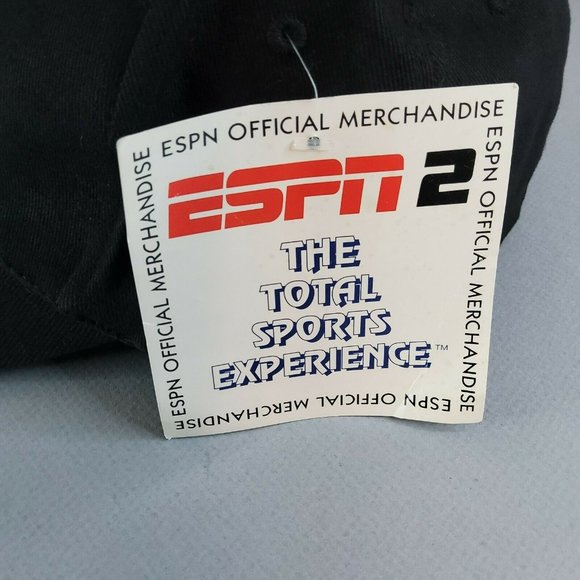 ESPN OFFICIAL MERCHANDISE
ESPN 2
THE
TOTAL
SPORTS
EXPERIENCE™
ESPN OFFICIAL MERCHANDISE
ESPN OFFICIAL MERCHANDISE
ESPN OFFICIAL MERCHANDISE